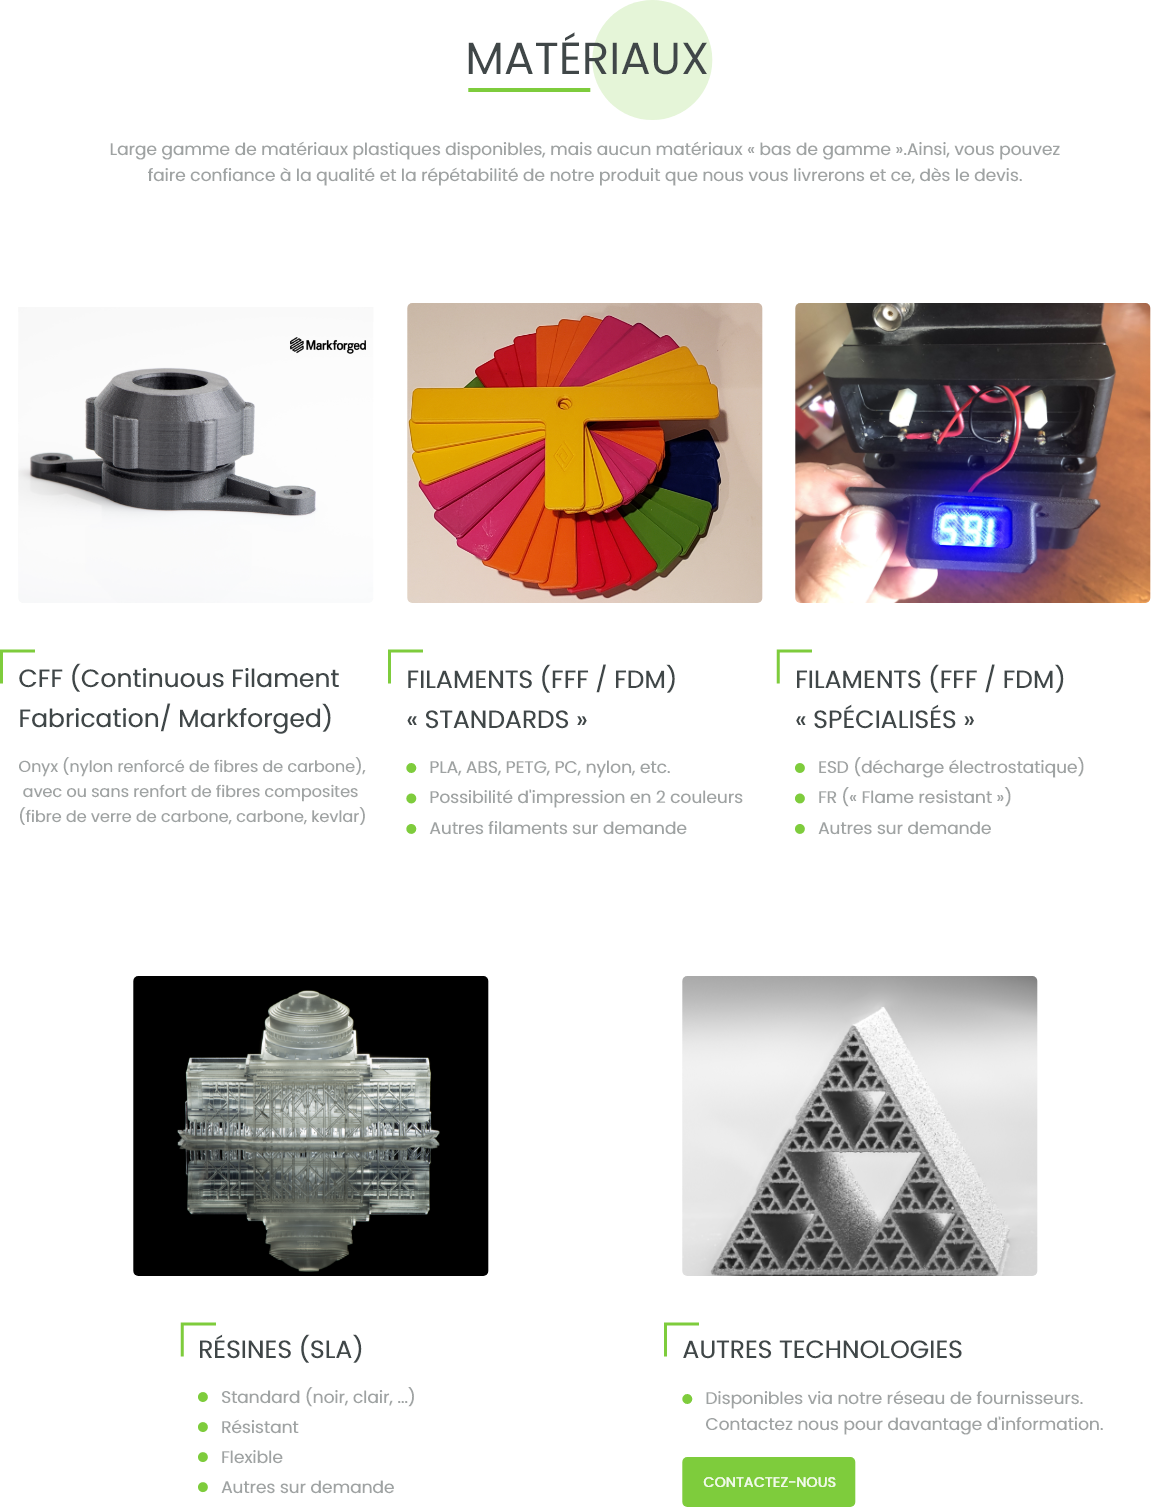 MATÉRIAUX
Large gamme de matériaux plastiques disponibles, mais aucun matériaux « bas de gamme ».Ainsi, vous pouvez
faire confiance à la qualité et la répétabilité de notre produit que nous vous livrerons et ce, dès le devis.
Markforged
591
CFF (Continuous Filament
Fabrication/ Markforged)
Onyx (nylon renforcé de fibres de carbone),
avec ou sans renfort de fibres composites
(fibre de verre de carbone, carbone, kevlar)
FILAMENTS (FFF / FDM)
« STANDARDS »
PLA, ABS, PETG, PC, nylon, etc.
Possibilité d'impression en 2 couleurs
Autres filaments sur demande
FILAMENTS (FFF / FDM)
« SPÉCIALISÉS »
ESD (décharge électrostatique)
FR (« Flame resistant »)
Autres sur demande
RÉSINES (SLA)
Standard (noir, clair, ...)
Résistant
Flexible
Autres sur demande
AUTRES TECHNOLOGIES
Disponibles via notre réseau de fournisseurs.
Contactez nous pour davantage d'information.
CONTACTEZ-NOUS